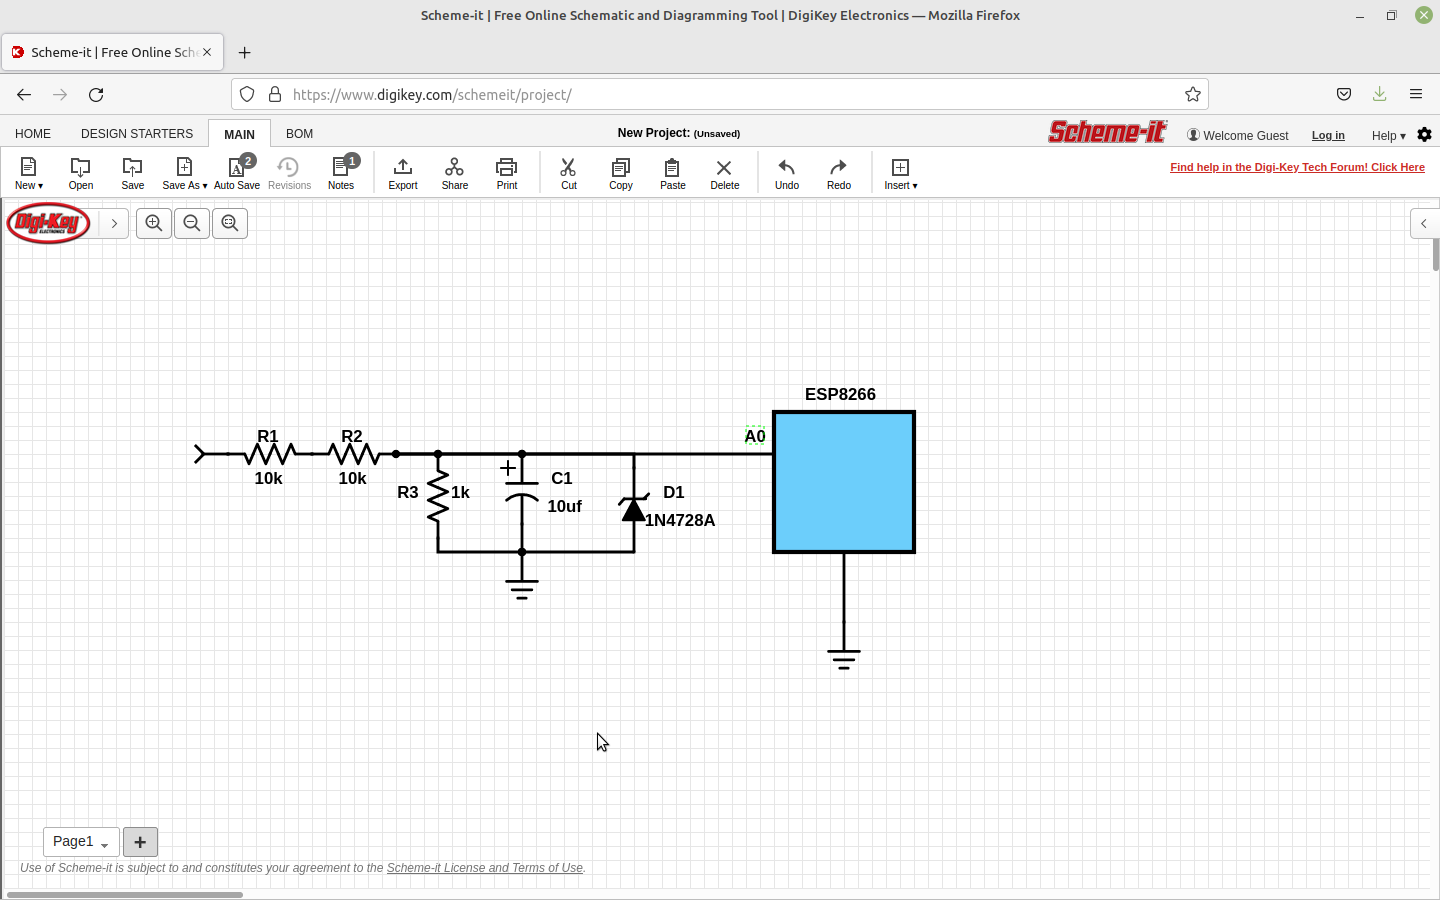 Scheme-it | Free Online Schematic and Diagramming Tool | DigiKey Electronics — Mozilla Firefox
Scheme-it | Free Online Sche
https://www.digikey.com/schemeit/project/
HOME DESIGN STARTERS MAIN BOM New Project: (Unsaved) Scheme-it Welcome Guest Log in Help
New Open Save Save As Auto Save 2 Revisions Notes 1 Export Share Print Cut Copy Paste Delete Undo Redo Insert Find help in the Digi-Key Tech Forum! Click Here
Digi-Key
ELECTRONICS
ESP8266
R1 R2 A0
10k 10k C1
R3 1k D1
10uf
1N4728A
Page1 +
Use of Scheme-it is subject to and constitutes your agreement to the Scheme-it License and Terms of Use.